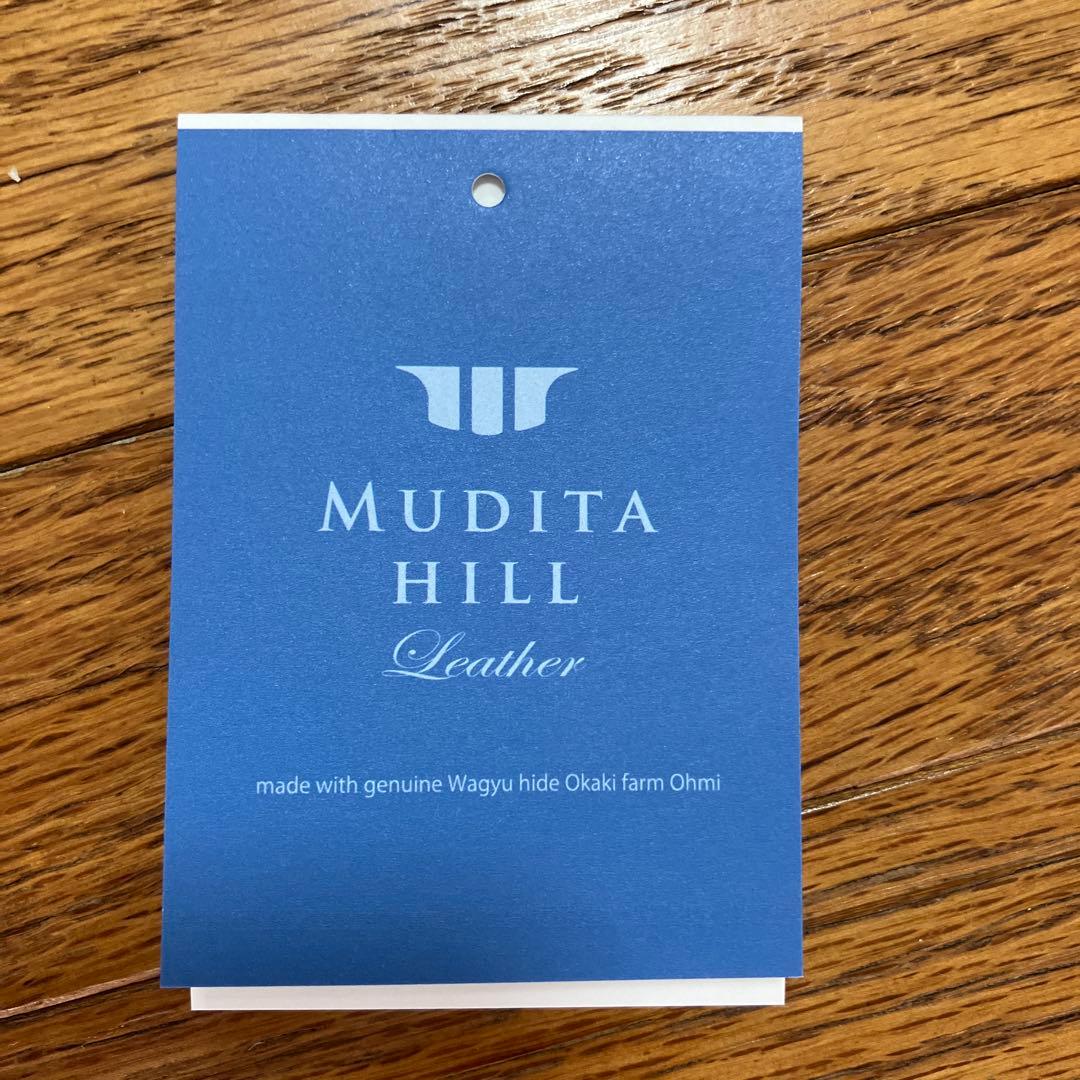 MUDITA
HILL
Leather
made with genuine Wagyu hide Okaki farm Ohmi